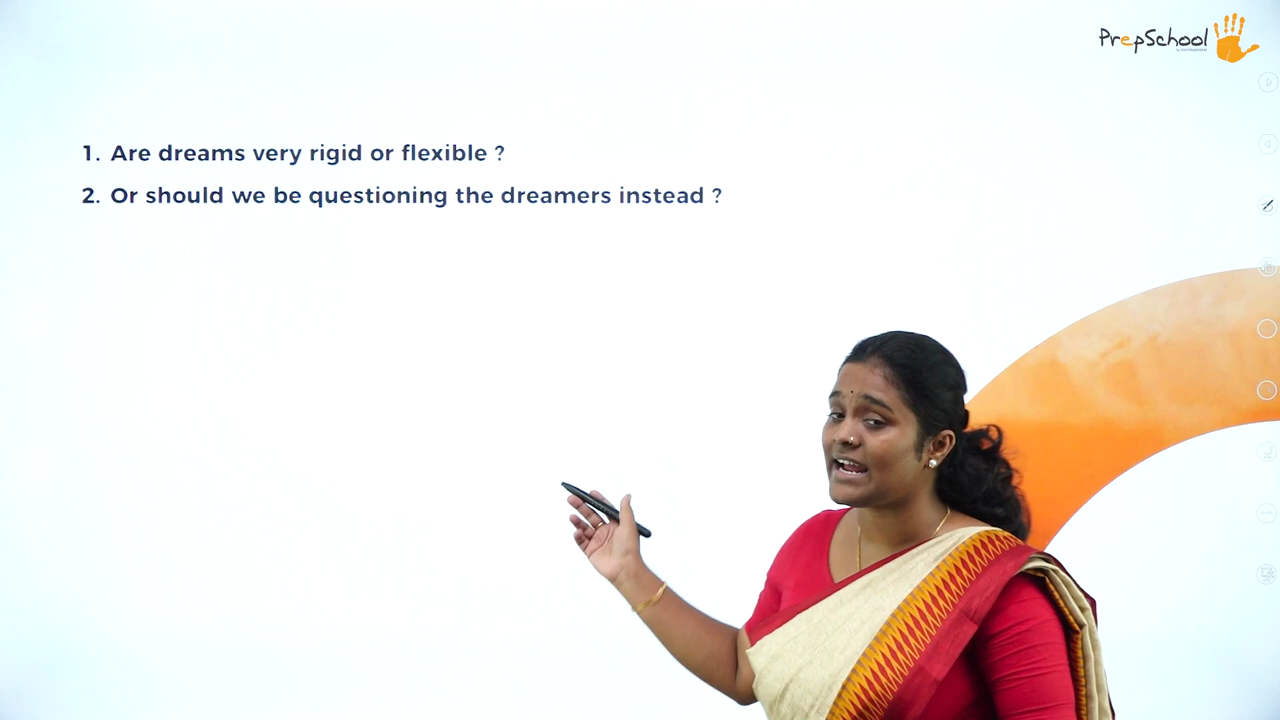 PrepSchool
1. Are dreams very rigid or flexible ?
2. Or should we be questioning the dreamers instead ?